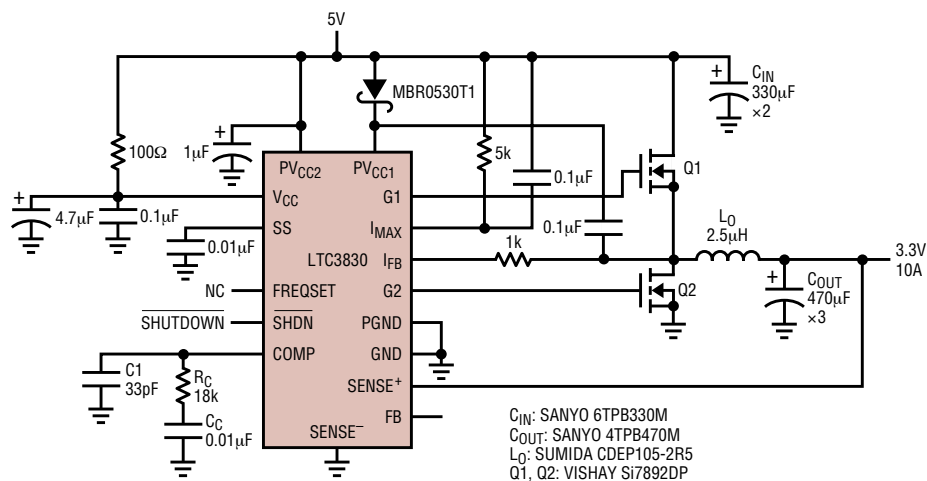 5V
MBR0530T1
+
C_IN
330µF
×2
100Ω
+
1µF
5k
0.1µF
Q1
PV_CC2
PV_CC1
+
4.7µF
0.1µF
V_CC
G1
0.01µF
SS
I_MAX
0.1µF
L_O
2.5µH
LTC3830
I_FB
1k
3.3V
10A
NC
FREQSET
G2
Q2
+
C_OUT
470µF
×3
S̅H̅U̅T̅D̅O̅W̅N̅
S̅H̅D̅N̅
PGND
COMP
GND
C1
33pF
R_C
18k
SENSE⁺
C_C
0.01µF
FB
SENSE⁻
C_IN: SANYO 6TPB330M
C_OUT: SANYO 4TPB470M
L_O: SUMIDA CDEP105-2R5
Q1, Q2: VISHAY Si7892DP